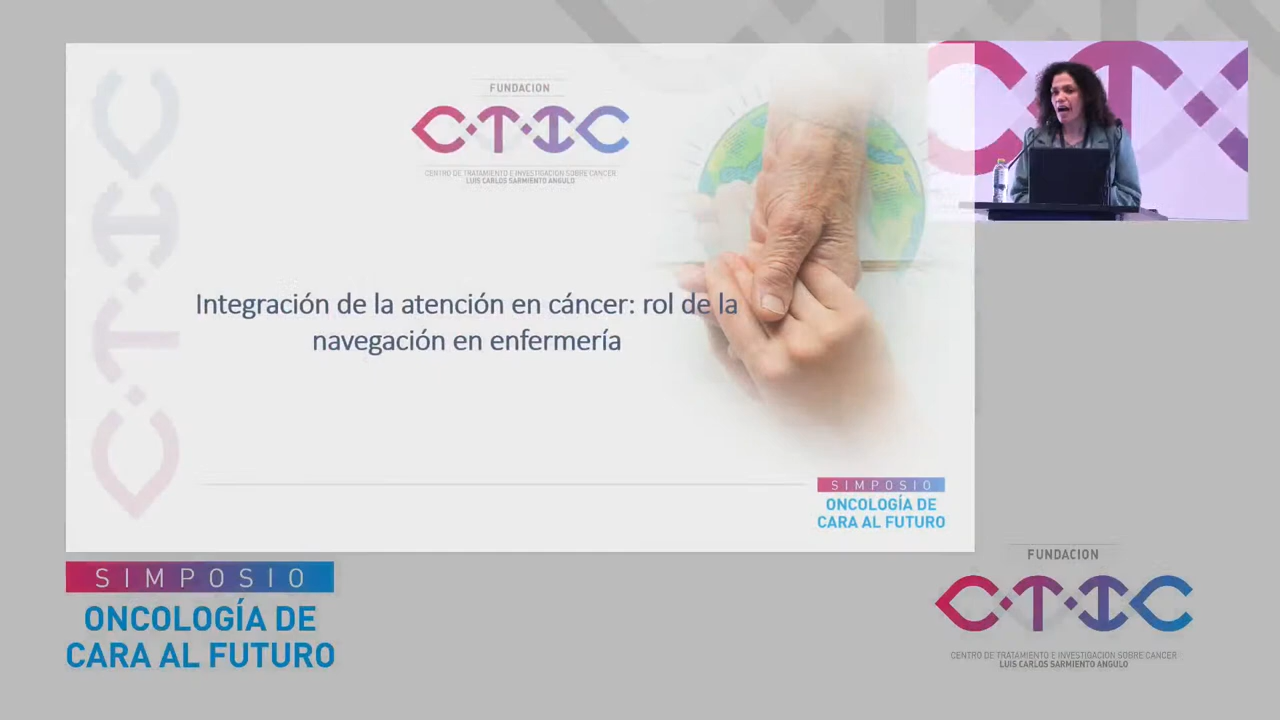 FUNDACION
C·T·I·C
CENTRO DE TRATAMIENTO E INVESTIGACION SOBRE CANCER
LUIS CARLOS SARMIENTO ANGULO
Integración de la atención en cáncer: rol de la
navegación en enfermería
SIMPOSIO
ONCOLOGÍA DE
CARA AL FUTURO
SIMPOSIO
ONCOLOGÍA DE
CARA AL FUTURO
FUNDACION
C·T·I·C
CENTRO DE TRATAMIENTO E INVESTIGACION SOBRE CANCER
LUIS CARLOS SARMIENTO ANGULO